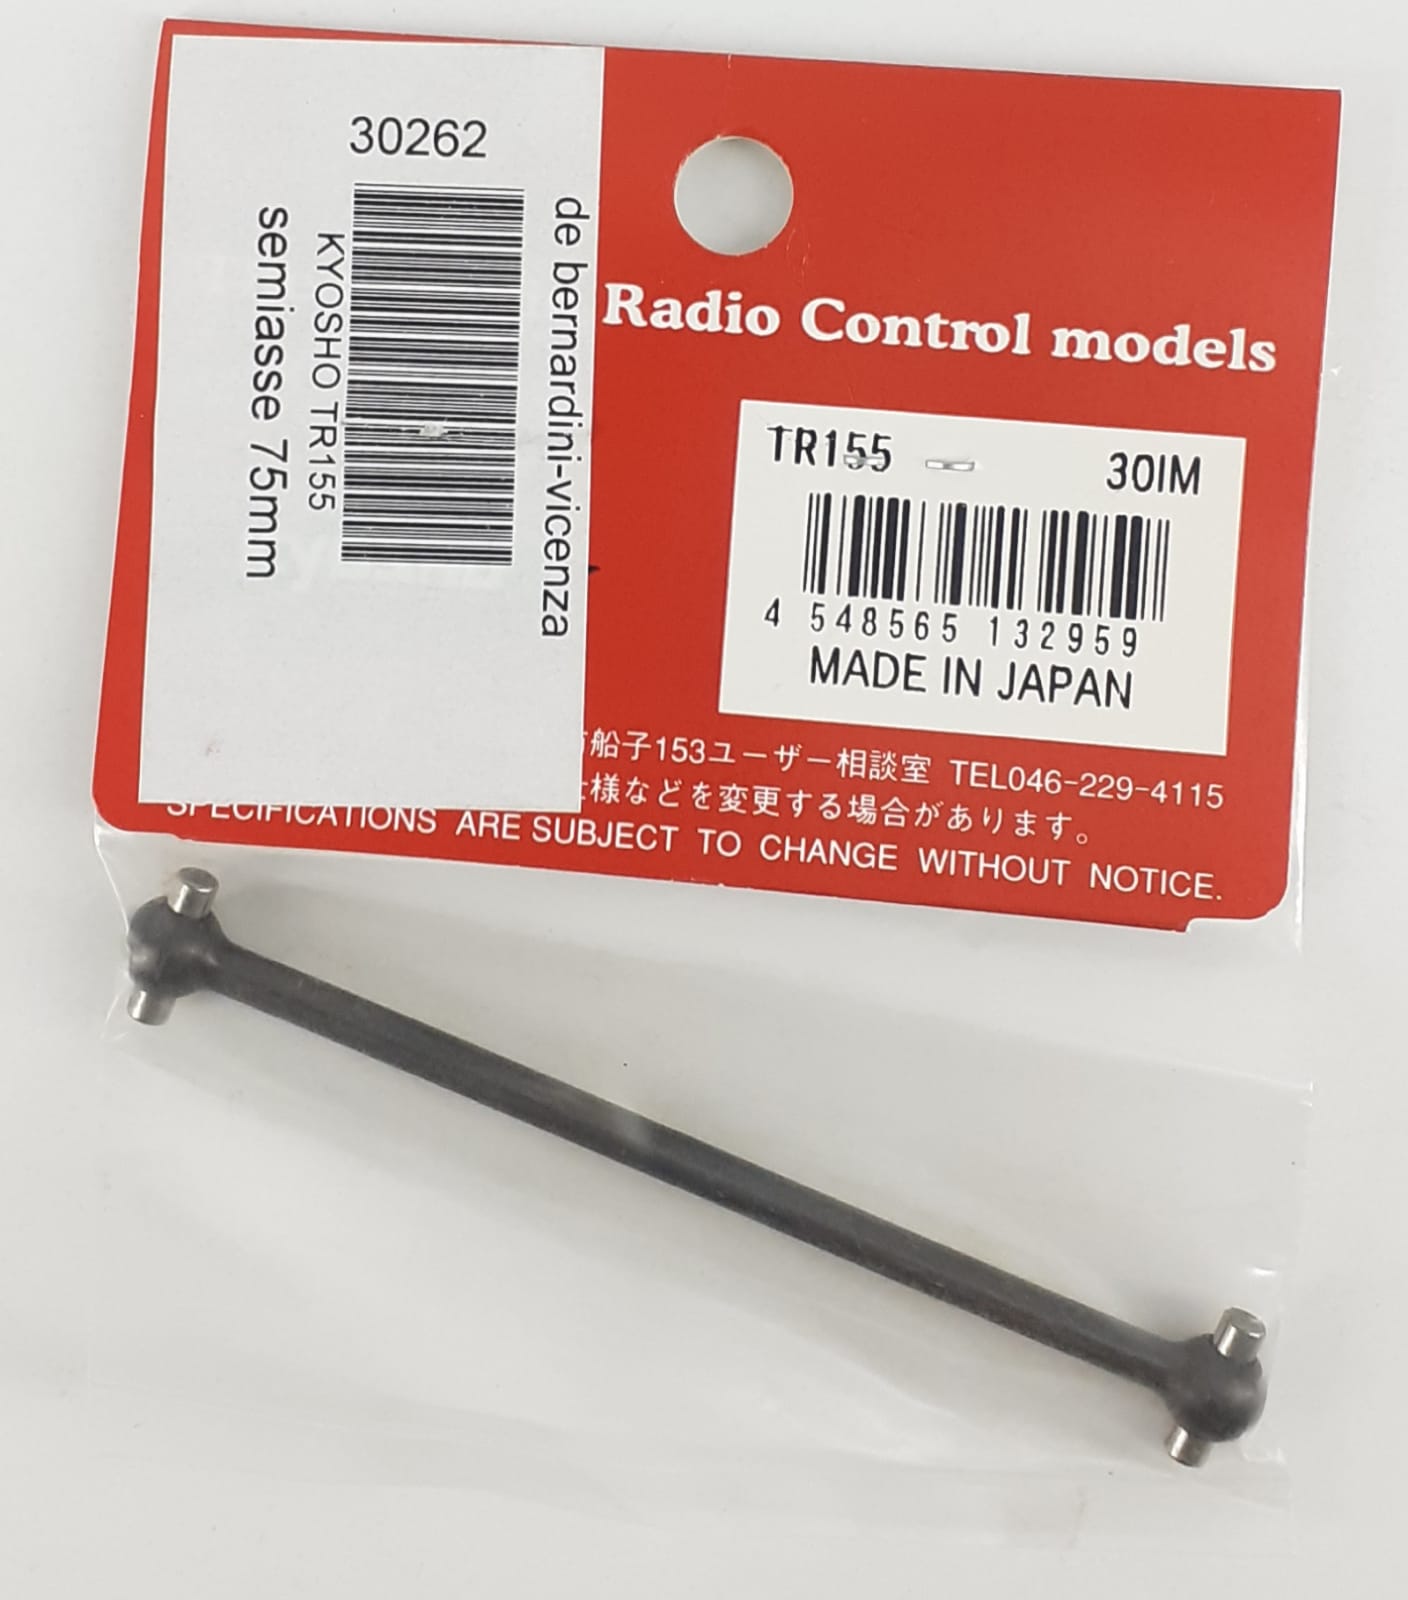 30262
de bernardini-vicenza
KYOSHO TR155
semiasse 75mm
Radio Control models
TR155 30IM
4 548565 132959
MADE IN JAPAN
船子153ユーザー相談室 TEL046-229-4115
様などを変更する場合があります。
SPECIFICATIONS ARE SUBJECT TO CHANGE WITHOUT NOTICE.